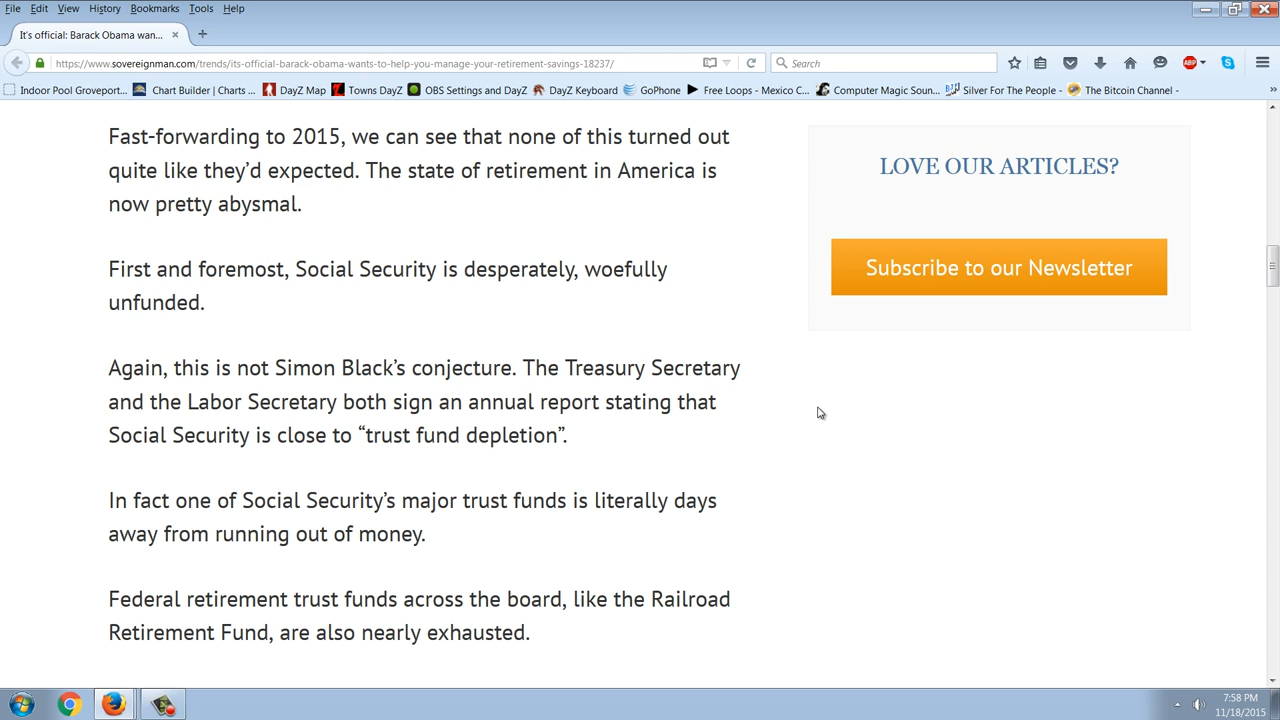 File Edit View History Bookmarks Tools Help
It's official: Barack Obama wan...
https://www.sovereignman.com/trends/its-official-barack-obama-wants-to-help-you-manage-your-retirement-savings-18237/
Search
Indoor Pool Groveport... Chart Builder | Charts ... DayZ Map Towns DayZ OBS Settings and DayZ DayZ Keyboard GoPhone Free Loops - Mexico C... Computer Magic Soun... Silver For The People - The Bitcoin Channel -
Fast-forwarding to 2015, we can see that none of this turned out
quite like they’d expected. The state of retirement in America is
now pretty abysmal.
First and foremost, Social Security is desperately, woefully
unfunded.
Again, this is not Simon Black’s conjecture. The Treasury Secretary
and the Labor Secretary both sign an annual report stating that
Social Security is close to “trust fund depletion”.
In fact one of Social Security’s major trust funds is literally days
away from running out of money.
Federal retirement trust funds across the board, like the Railroad
Retirement Fund, are also nearly exhausted.
LOVE OUR ARTICLES?
Subscribe to our Newsletter
7:58 PM
11/18/2015